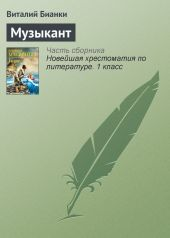 Виталий Бианки
Музыкант
Часть сборника
Новейшая хрестоматия по
литературе. 1 класс